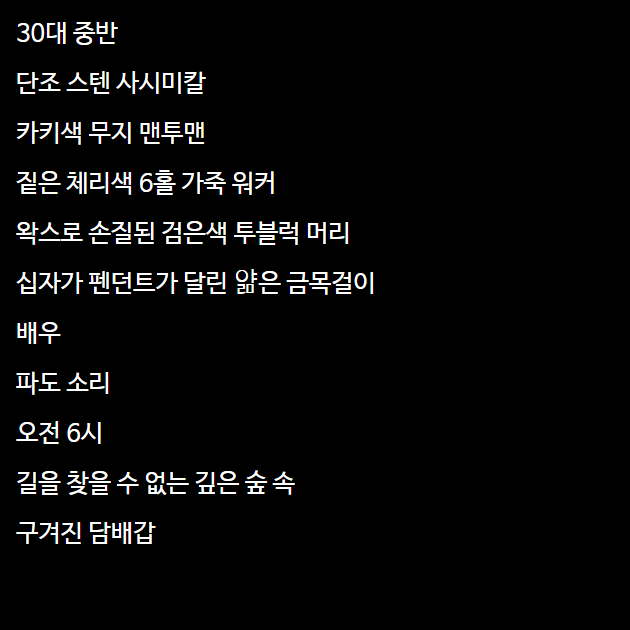 30대 중반
단조 스텐 사시미칼
카키색 무지 맨투맨
짙은 체리색 6홀 가죽 워커
왁스로 손질된 검은색 투블럭 머리
십자가 펜던트가 달린 얇은 금목걸이
배우
파도 소리
오전 6시
길을 찾을 수 없는 깊은 숲 속
구겨진 담배갑